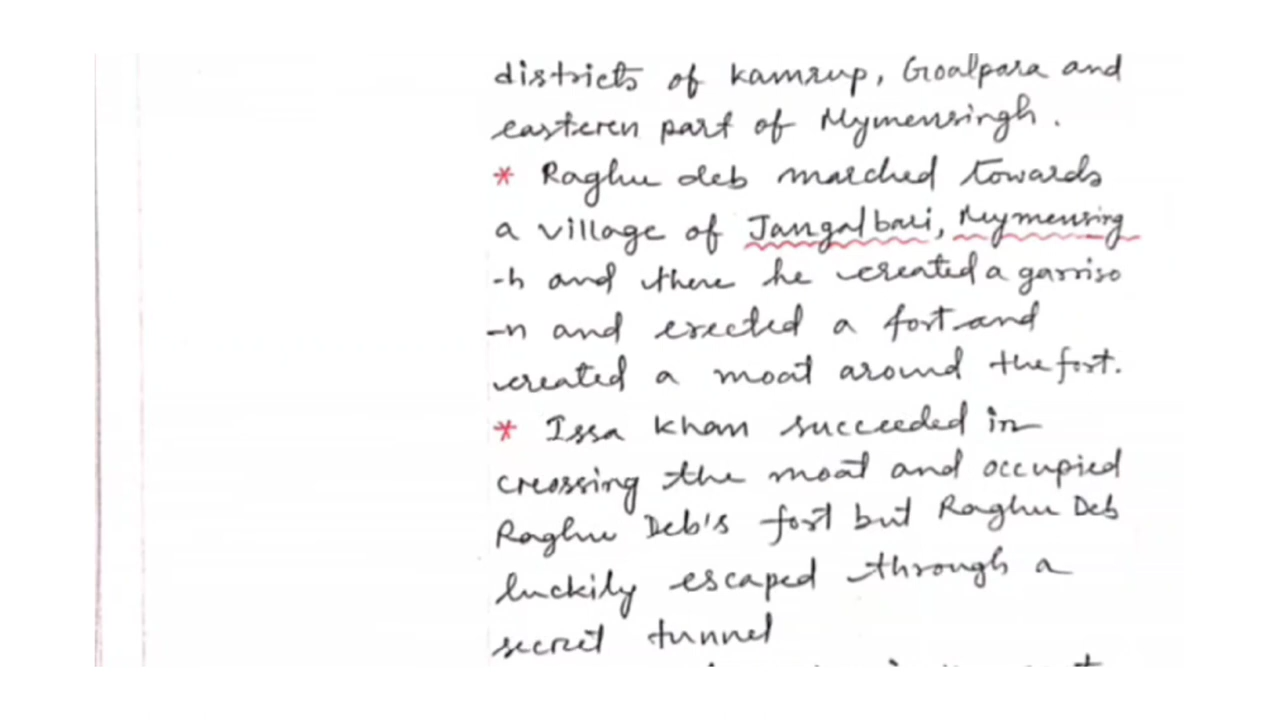 districts of Kamrup, Goalpara and
easteren part of Mymensingh.
* Raghu deb marched towards
a village of Jangalbari, Mymensing
-h and there he created a garriso
-n and erected a fort and
created a moat around the fort.
* Issa Khan succeeded in
creossing the moat and occupied
Raghu Deb's fort but Raghu Deb
luckily escaped through a
secret tunnel